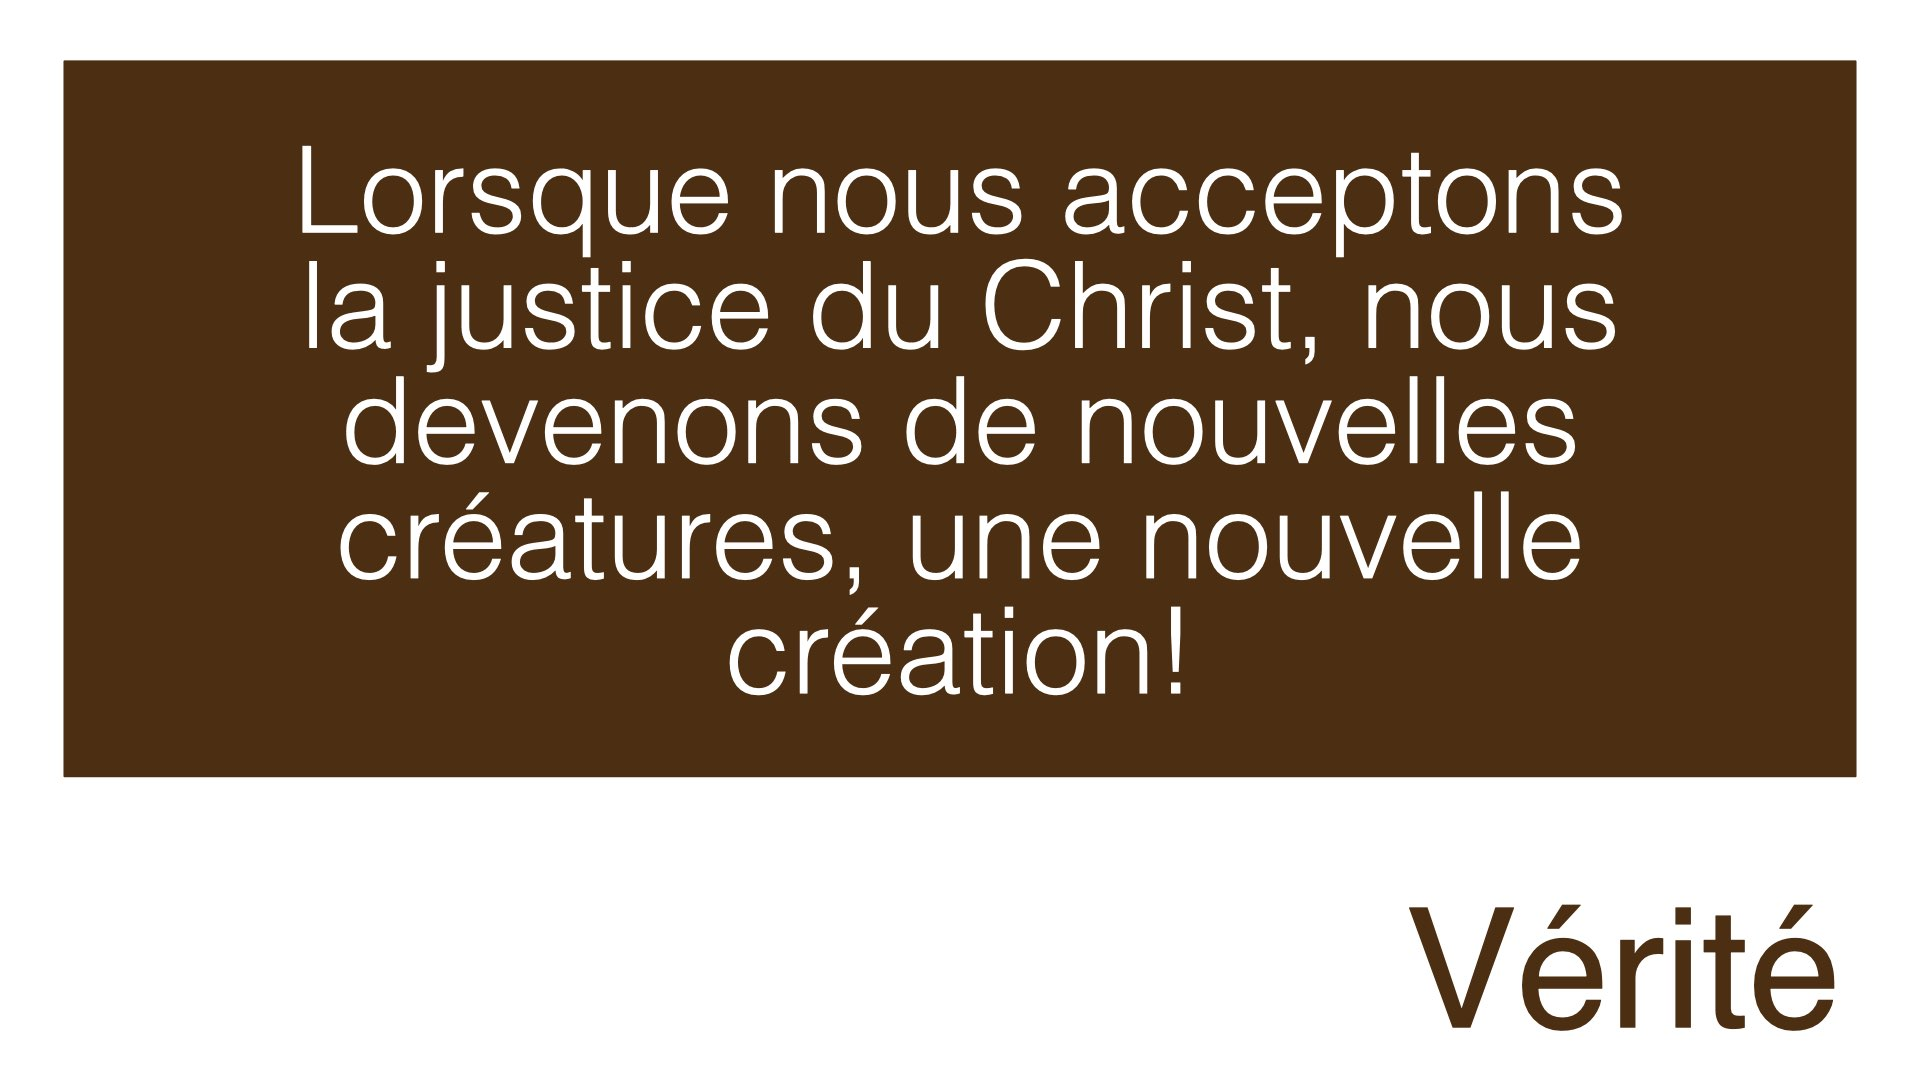 Lorsque nous acceptons
la justice du Christ, nous
devenons de nouvelles
créatures, une nouvelle
création!
Vérité